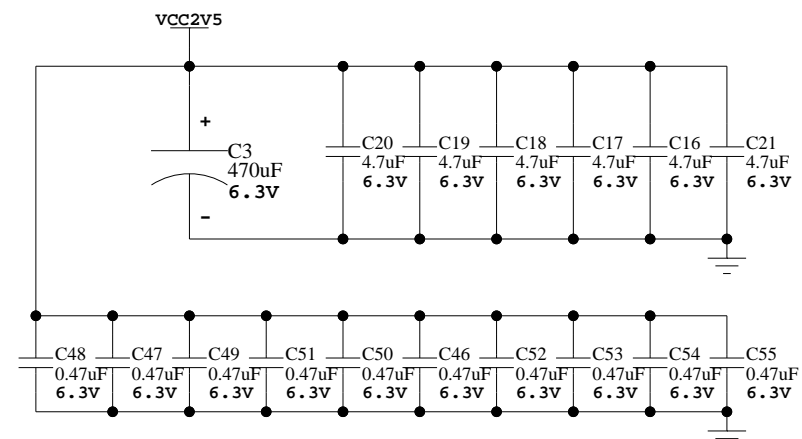 VCC2V5
+
C3
470uF
6.3V
-
C20
4.7uF
6.3V
C19
4.7uF
6.3V
C18
4.7uF
6.3V
C17
4.7uF
6.3V
C16
4.7uF
6.3V
C21
4.7uF
6.3V
C48
0.47uF
6.3V
C47
0.47uF
6.3V
C49
0.47uF
6.3V
C51
0.47uF
6.3V
C50
0.47uF
6.3V
C46
0.47uF
6.3V
C52
0.47uF
6.3V
C53
0.47uF
6.3V
C54
0.47uF
6.3V
C55
0.47uF
6.3V